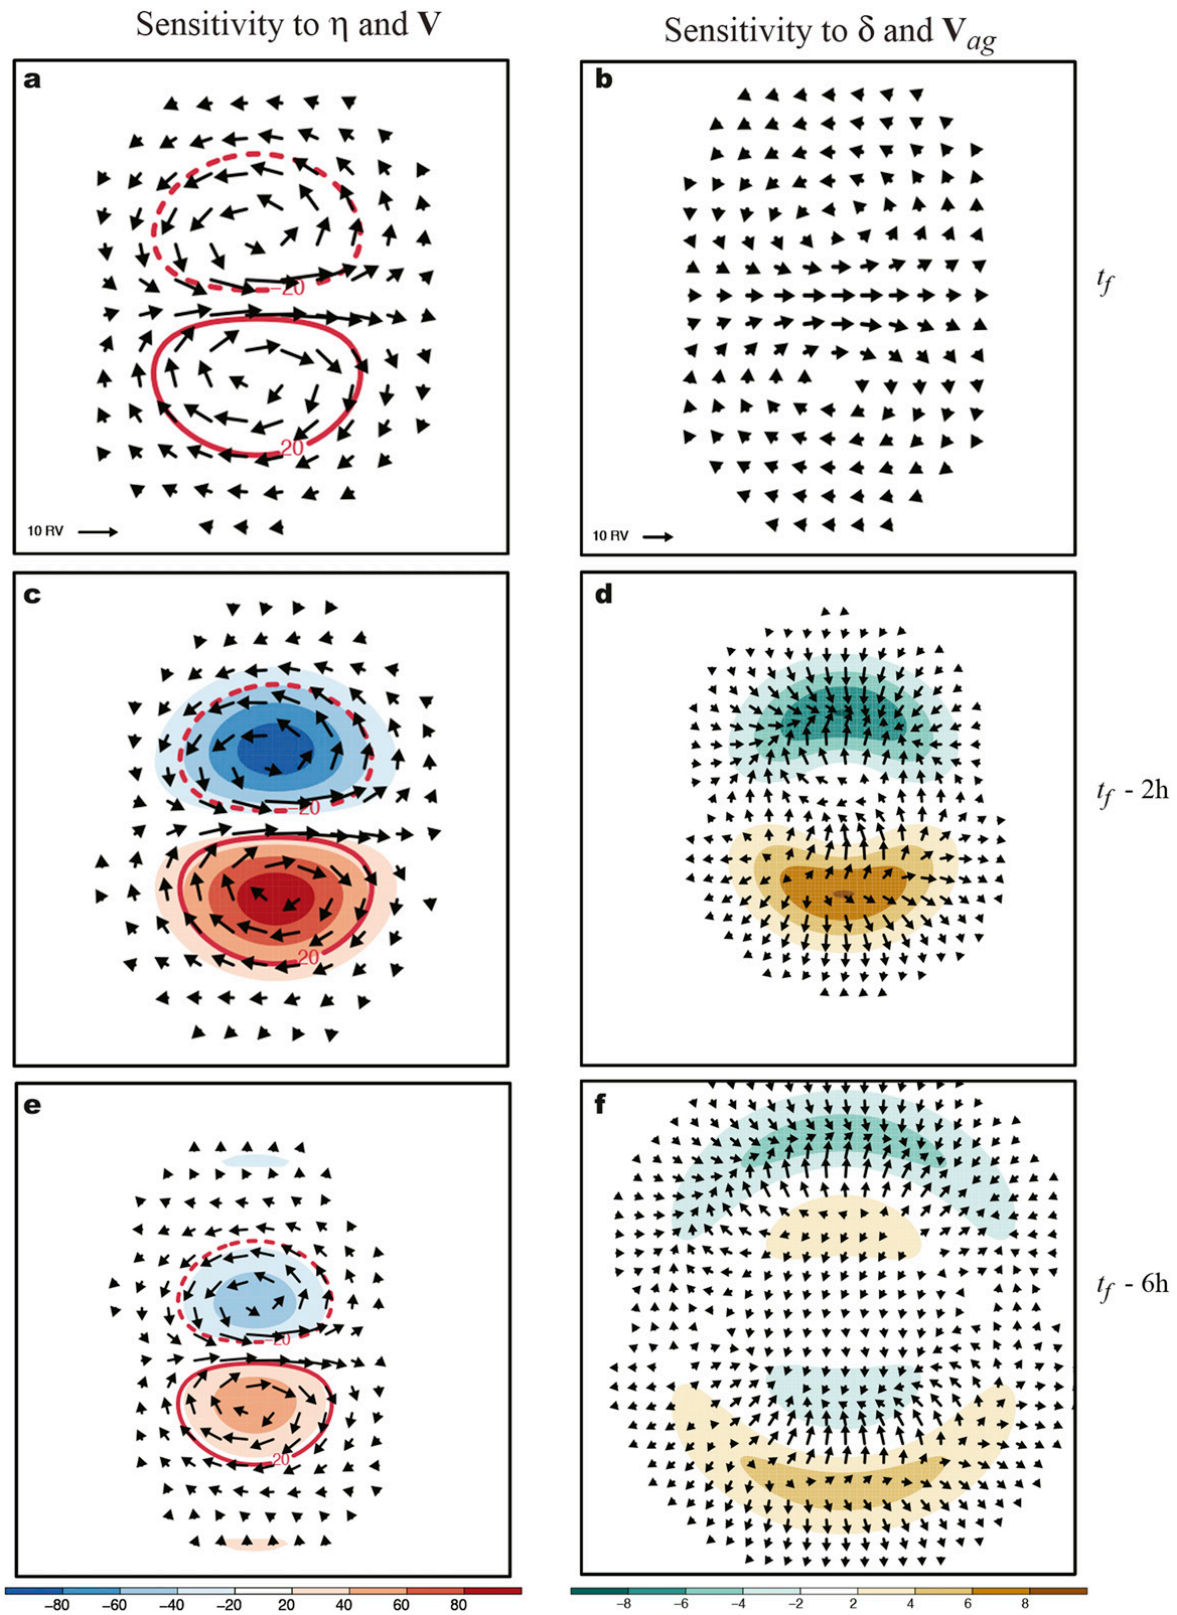 Sensitivity to η and V
Sensitivity to δ and Vag
a
b
tf
−20
20
10 RV
10 RV
c
d
tf - 2h
−20
20
e
f
tf - 6h
−20
20
−80 −60 −40 −20 20 40 60 80
−8 −6 −4 −2 2 4 6 8